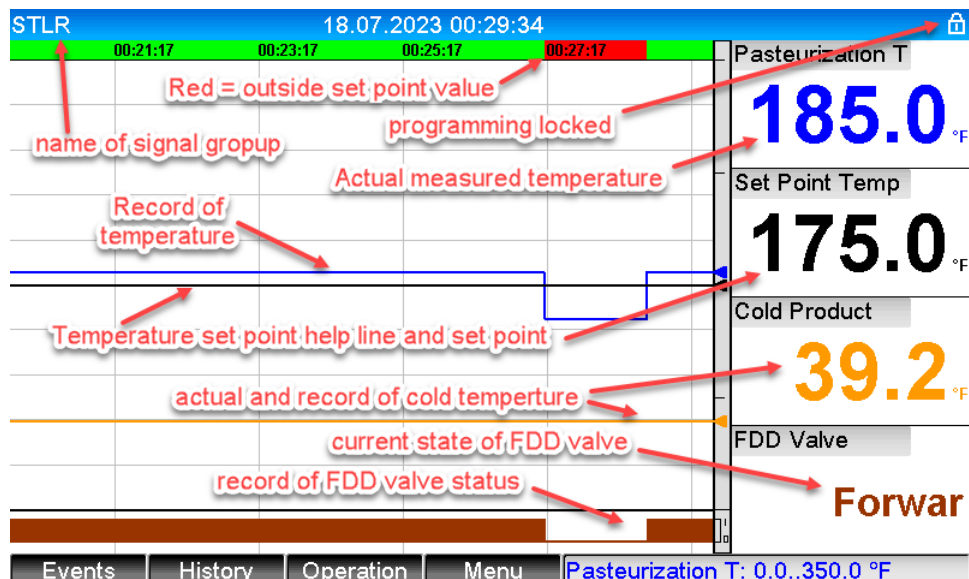 STLR
18.07.2023 00:29:34
00:21:17
00:23:17
00:25:17
00:27:17
Pasteurization T
Red = outside set point value
185.0 °F
programming locked
name of signal gropup
Actual measured temperature
Set Point Temp
Record of
temperature
175.0 °F
Cold Product
Temperature set point help line and set point
39.2 °F
actual and record of cold temperture
current state of FDD valve
FDD Valve
record of FDD valve status
Forwar
Events
History
Operation
Menu
Pasteurization T: 0.0..350.0 °F